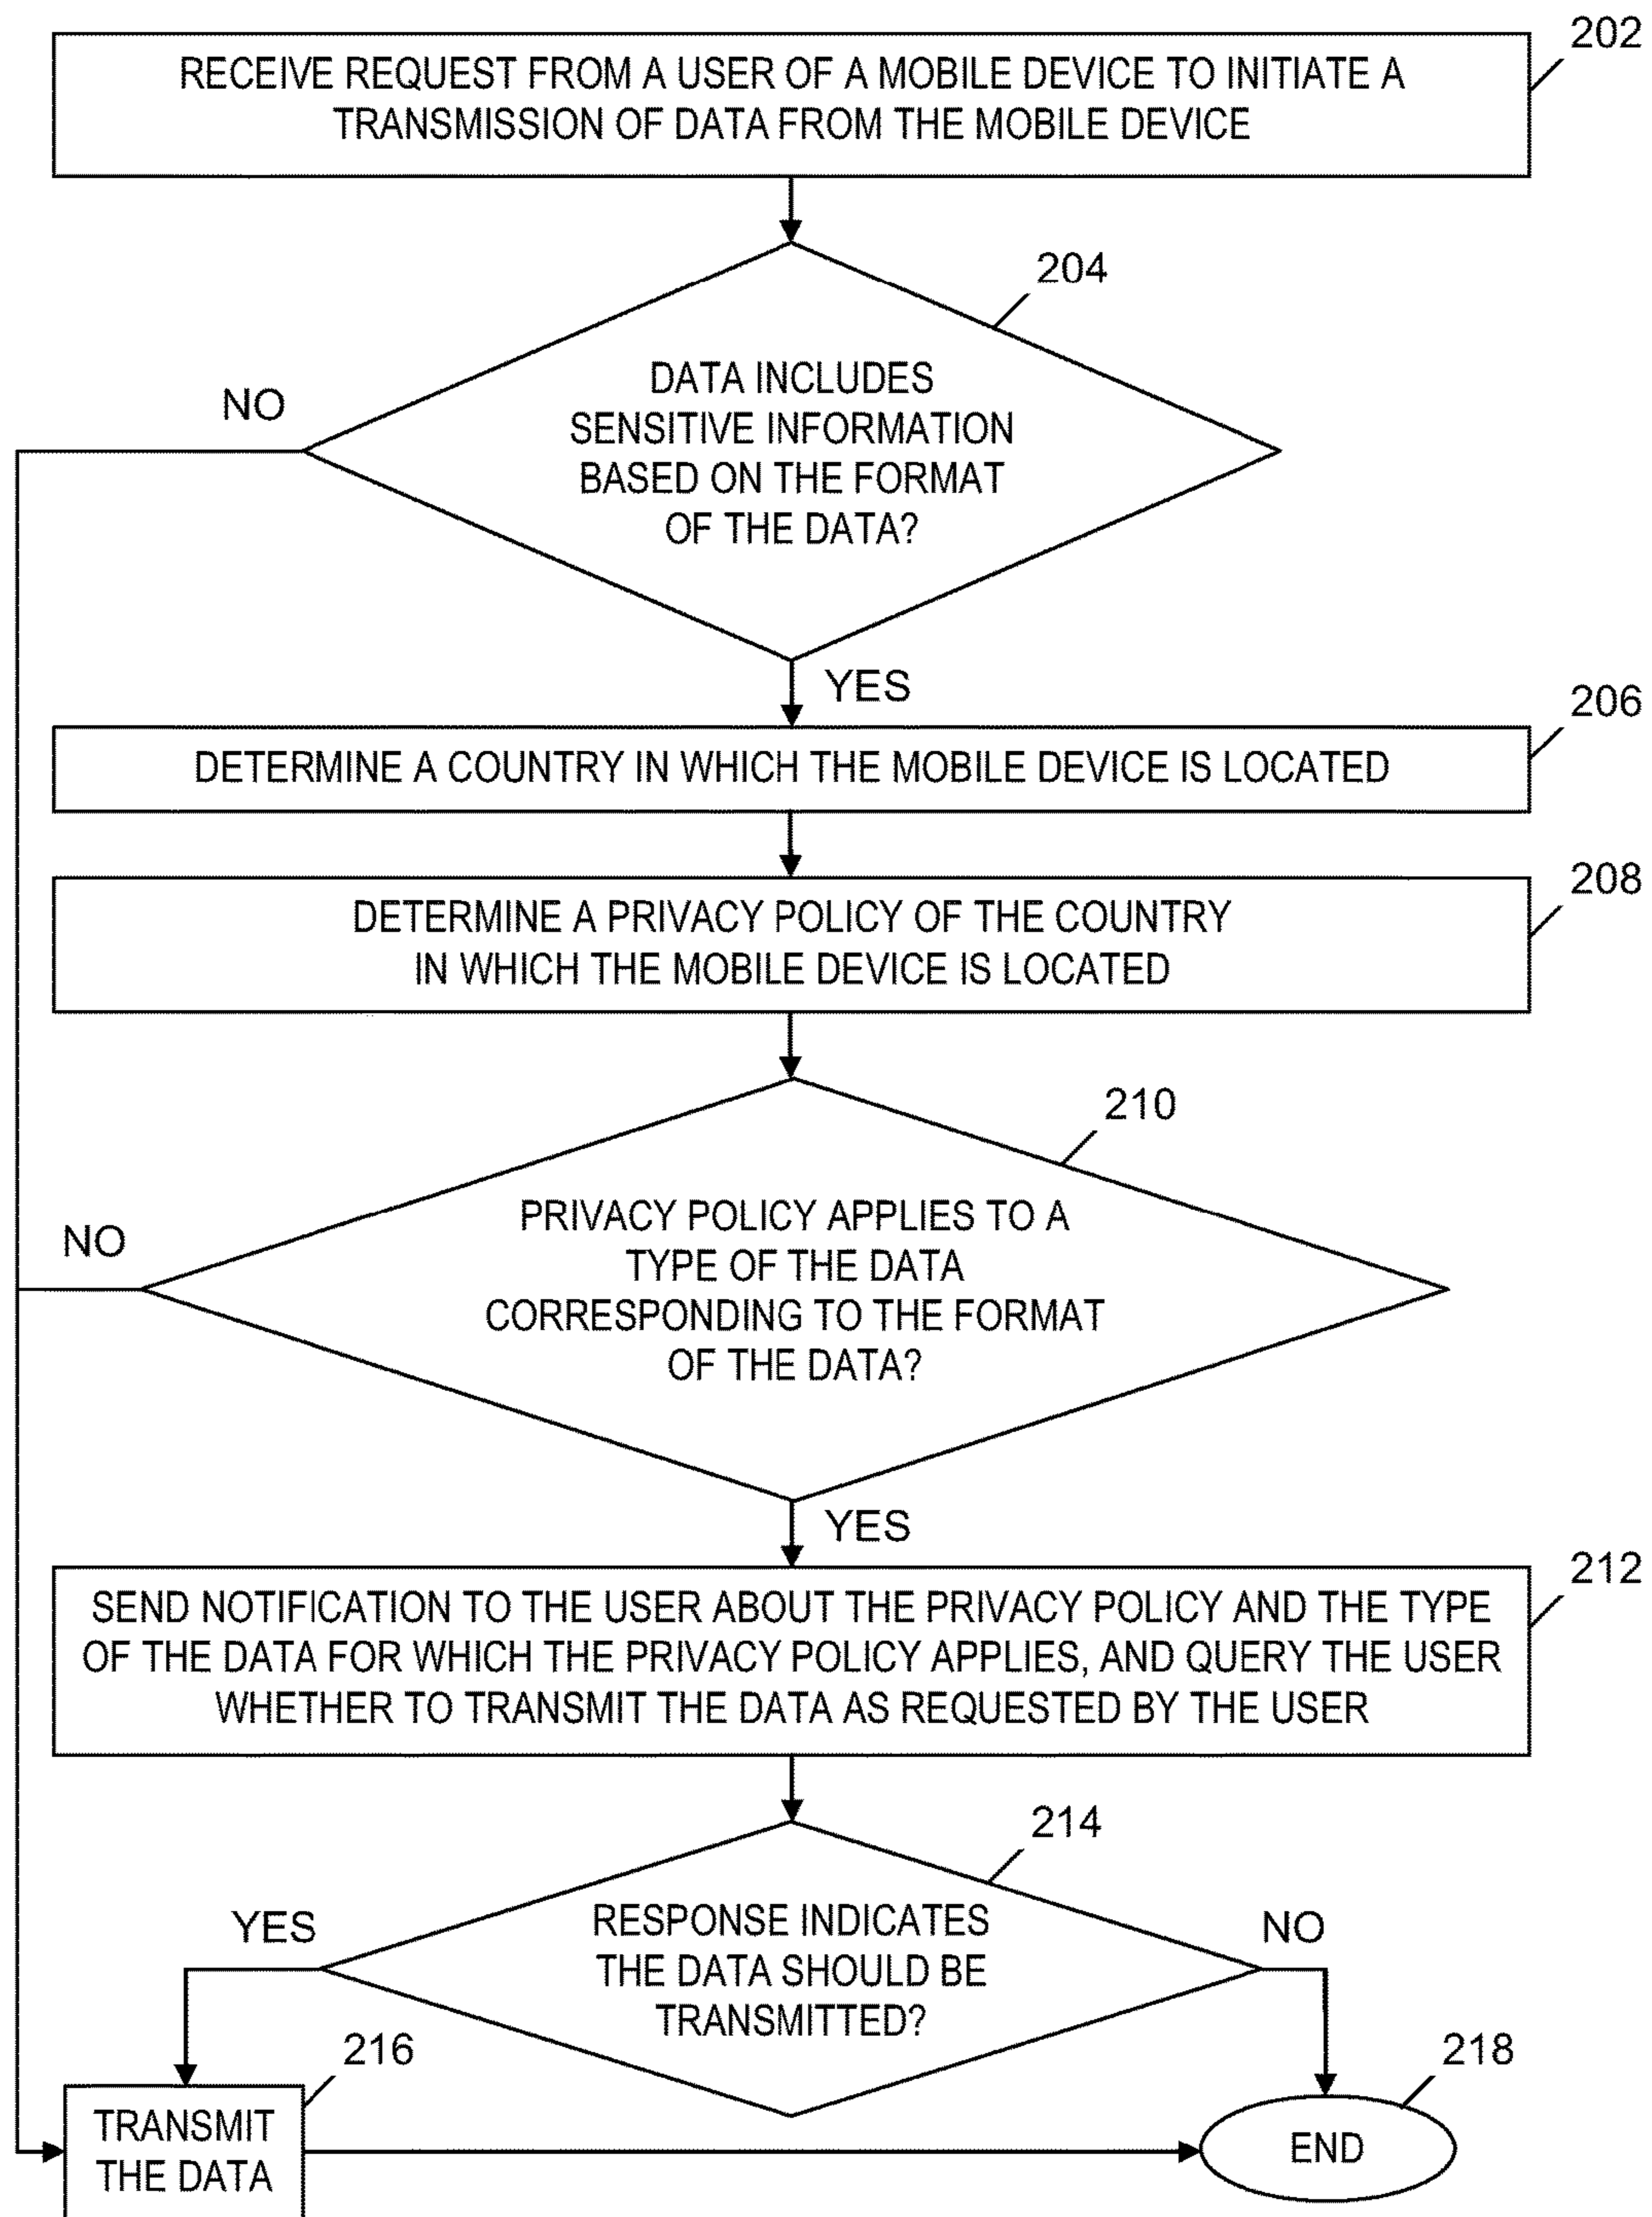 202
RECEIVE REQUEST FROM A USER OF A MOBILE DEVICE TO INITIATE A
TRANSMISSION OF DATA FROM THE MOBILE DEVICE
204
DATA INCLUDES
SENSITIVE INFORMATION
BASED ON THE FORMAT
OF THE DATA?
NO
YES
206
DETERMINE A COUNTRY IN WHICH THE MOBILE DEVICE IS LOCATED
208
DETERMINE A PRIVACY POLICY OF THE COUNTRY
IN WHICH THE MOBILE DEVICE IS LOCATED
210
PRIVACY POLICY APPLIES TO A
TYPE OF THE DATA
CORRESPONDING TO THE FORMAT
OF THE DATA?
NO
YES
212
SEND NOTIFICATION TO THE USER ABOUT THE PRIVACY POLICY AND THE TYPE
OF THE DATA FOR WHICH THE PRIVACY POLICY APPLIES, AND QUERY THE USER
WHETHER TO TRANSMIT THE DATA AS REQUESTED BY THE USER
214
RESPONSE INDICATES
THE DATA SHOULD BE
TRANSMITTED?
YES
NO
216
TRANSMIT
THE DATA
218
END